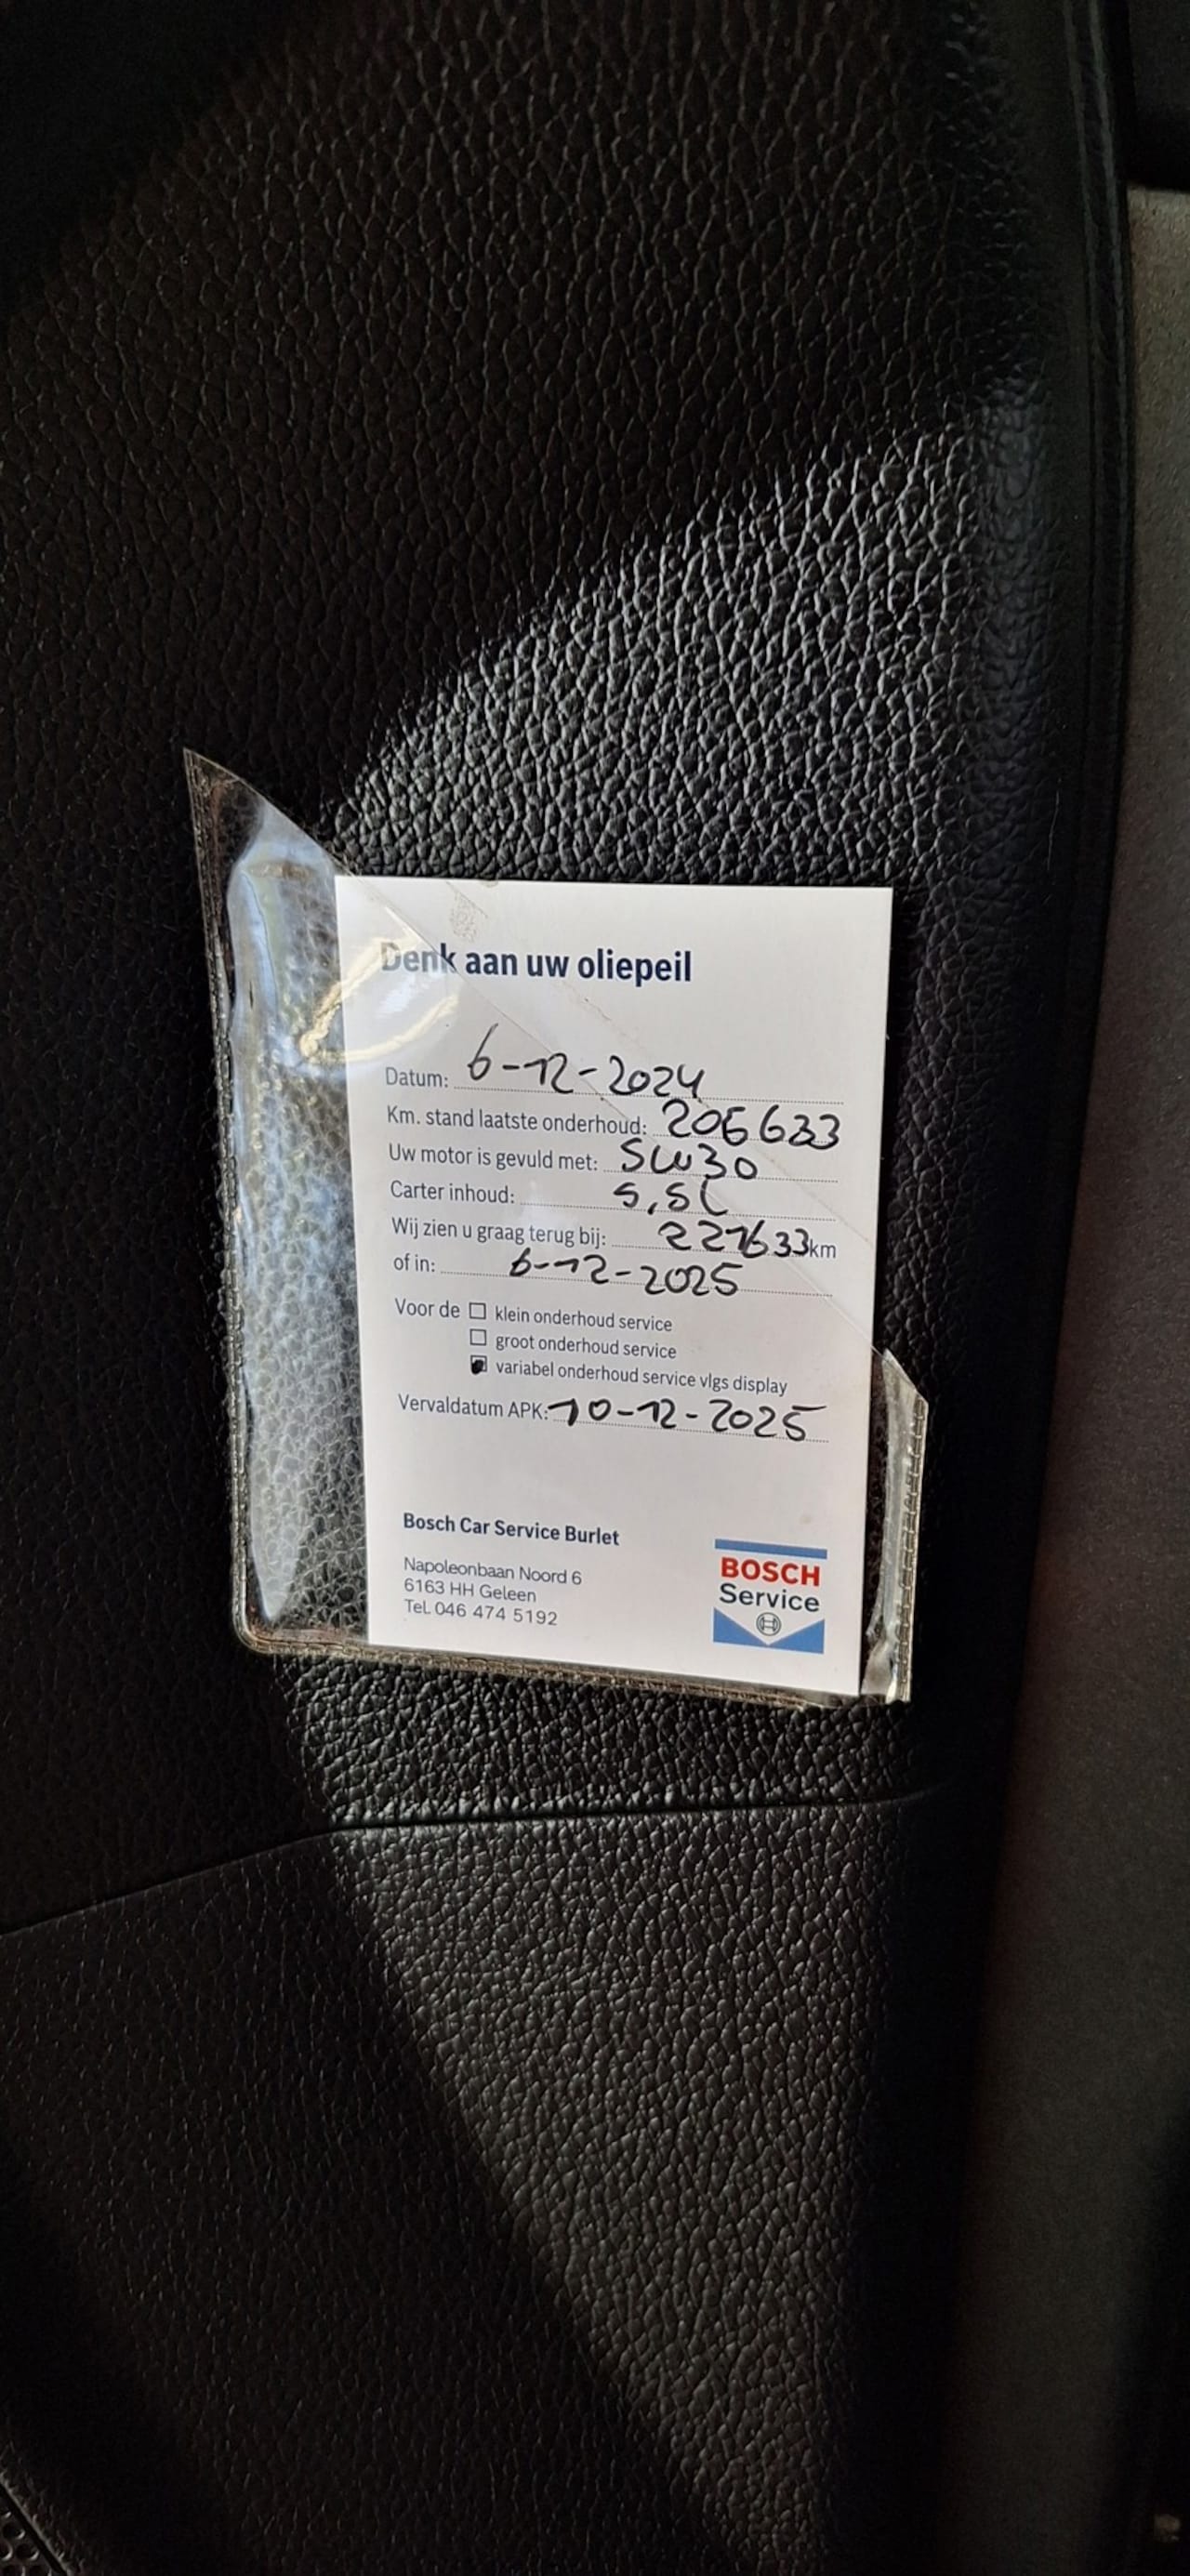 Denk aan uw oliepeil
Datum: 6-12-2024
Km. stand laatste onderhoud: 206633
Uw motor is gevuld met: 5W30
Carter inhoud: 5,5L
Wij zien u graag terug bij: 221633km
of in: 6-12-2025
Voor de klein onderhoud service
groot onderhoud service
variabel onderhoud service vlgs display
Vervaldatum APK: 10-12-2025
Bosch Car Service Burlet
Napoleonbaan Noord 6
6163 HH Geleen
Tel. 046 474 5192
BOSCH
Service